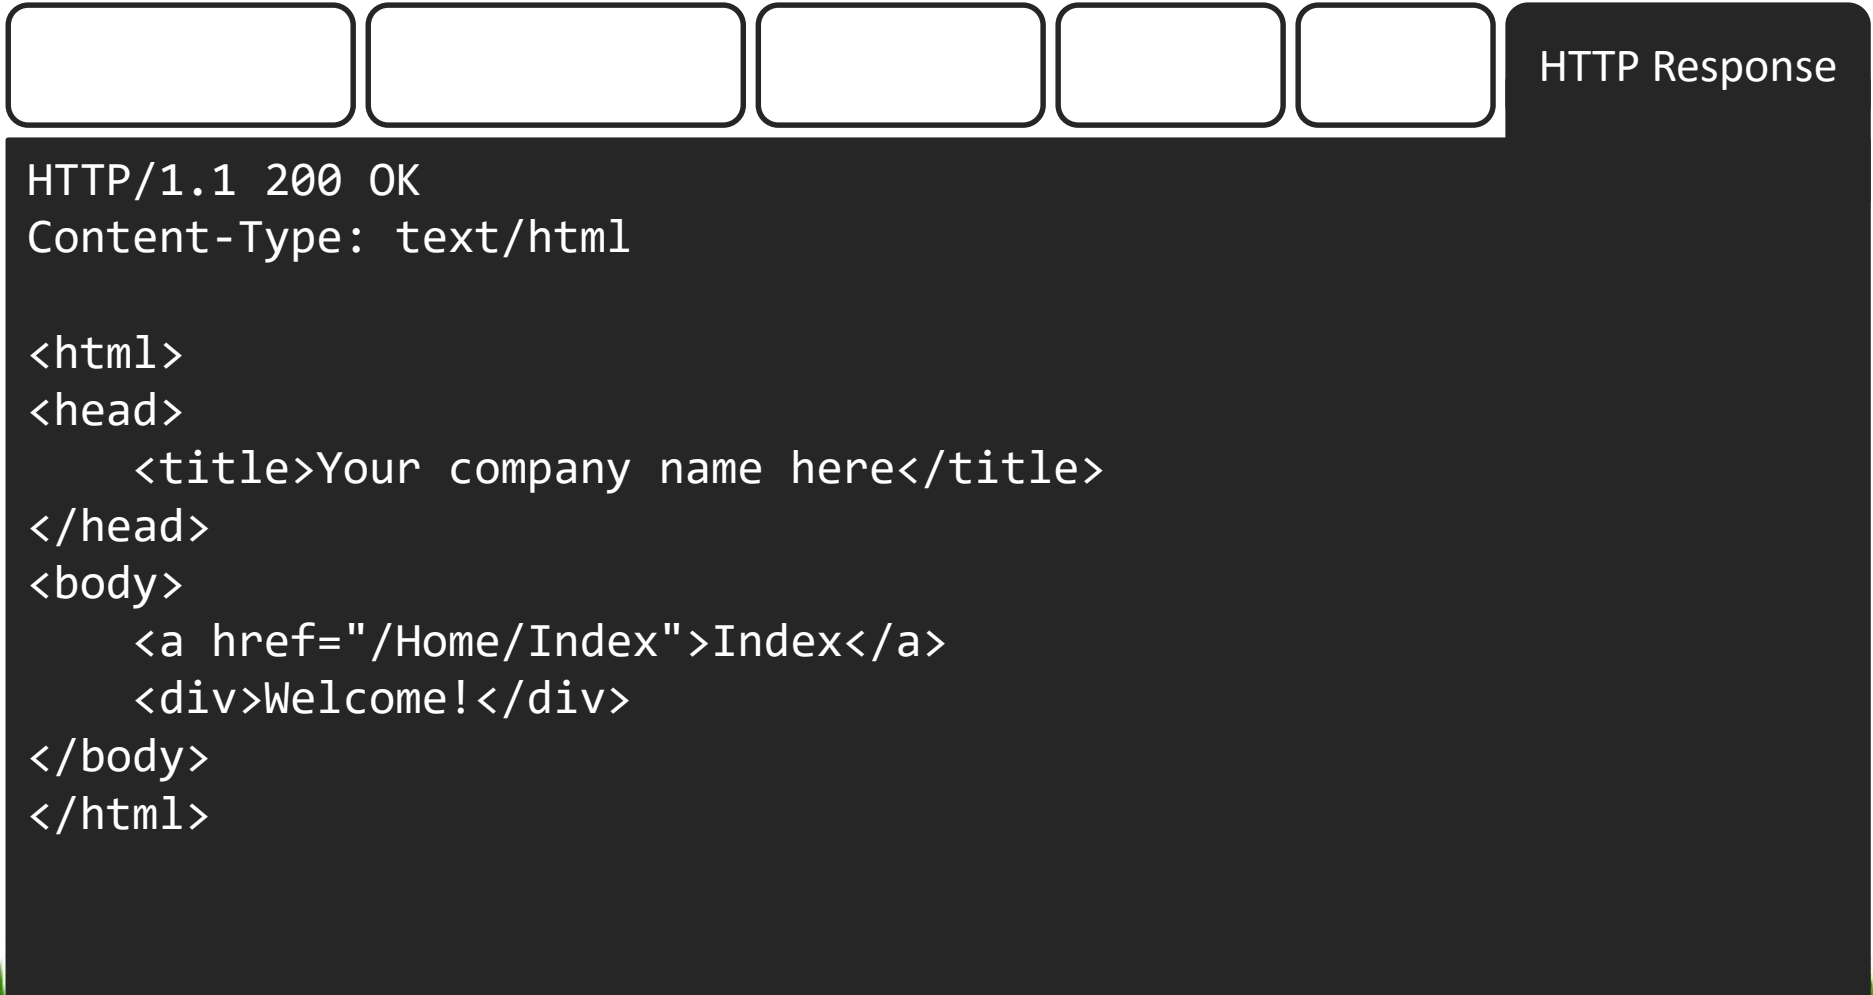 HTTP Response
HTTP/1.1 200 OK
Content-Type: text/html
<html>
<head>
    <title>Your company name here</title>
</head>
<body>
    <a href="/Home/Index">Index</a>
    <div>Welcome!</div>
</body>
</html>